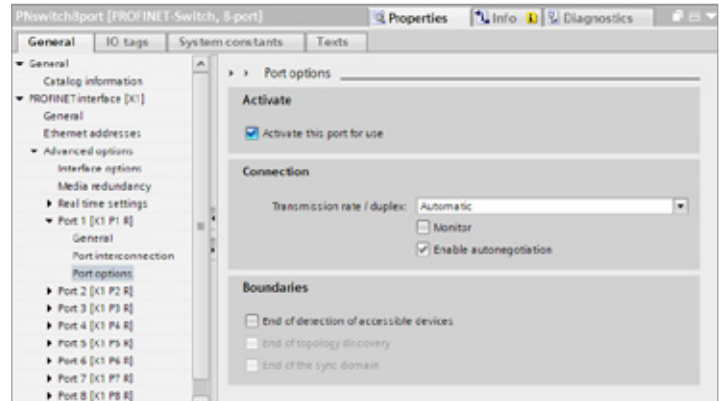 PNswitch8port [PROFINET-Switch, 8-port]
Properties
Info
Diagnostics
General
IO tags
System constants
Texts
General
Catalog information
PROFINET interface [X1]
General
Ethernet addresses
Advanced options
Interface options
Media redundancy
Real time settings
Port 1 [X1 P1 R]
General
Port interconnection
Port options
Port 2 [X1 P2 R]
Port 3 [X1 P3 R]
Port 4 [X1 P4 R]
Port 5 [X1 P5 R]
Port 6 [X1 P6 R]
Port 7 [X1 P7 R]
Port 8 [X1 P8 R]
Port options
Activate
Activate this port for use
Connection
Transmission rate / duplex: Automatic
Monitor
Enable autonegotiation
Boundaries
End of detection of accessible devices
End of topology discovery
End of the sync domain